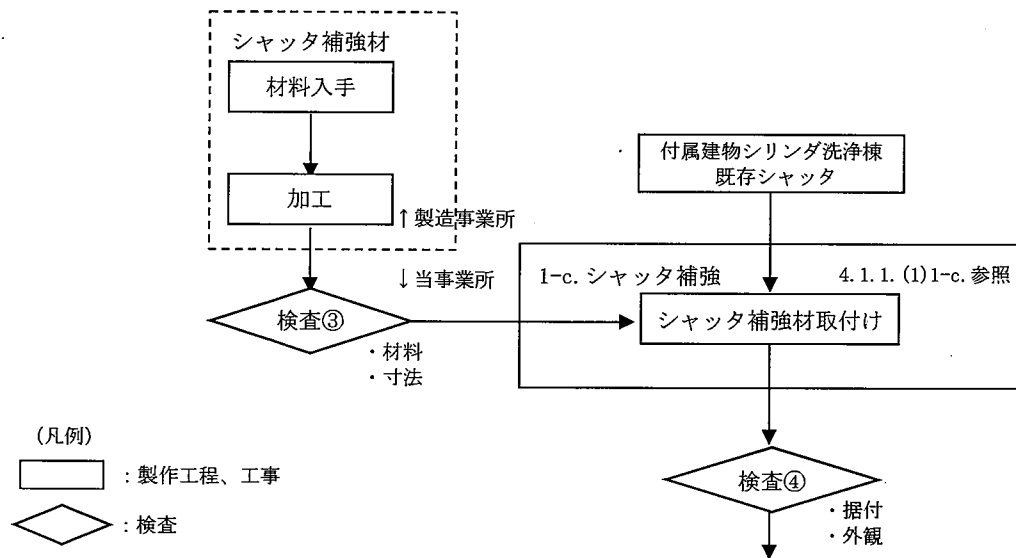 シャッタ補強材
材料入手
加工
↑製造事業所
↓当事業所
検査③
・材料
・寸法
付属建物シリンダ洗浄棟
既存シャッタ
1-c. シャッタ補強
4.1.1.(1)1-c.参照
シャッタ補強材取付け
検査④
・据付
・外観
(凡例)
：製作工程、工事
：検査